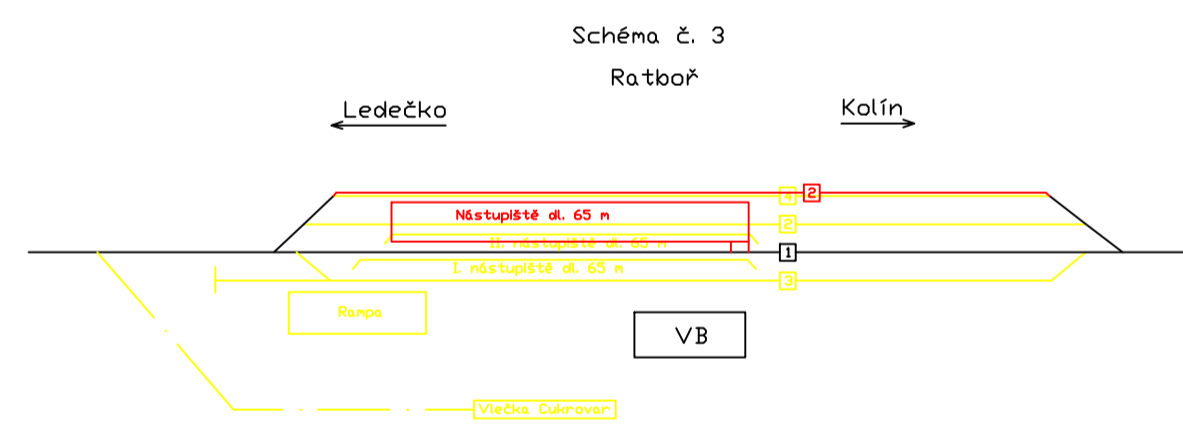 Schéma č. 3
Ratboř
Ledečko
Kolín
4
2
Nástupiště dl. 65 m
2
II. nástupiště dl. 65 m
1
I. nástupiště dl. 65 m
3
Rampa
VB
Vlečka Cukrovar